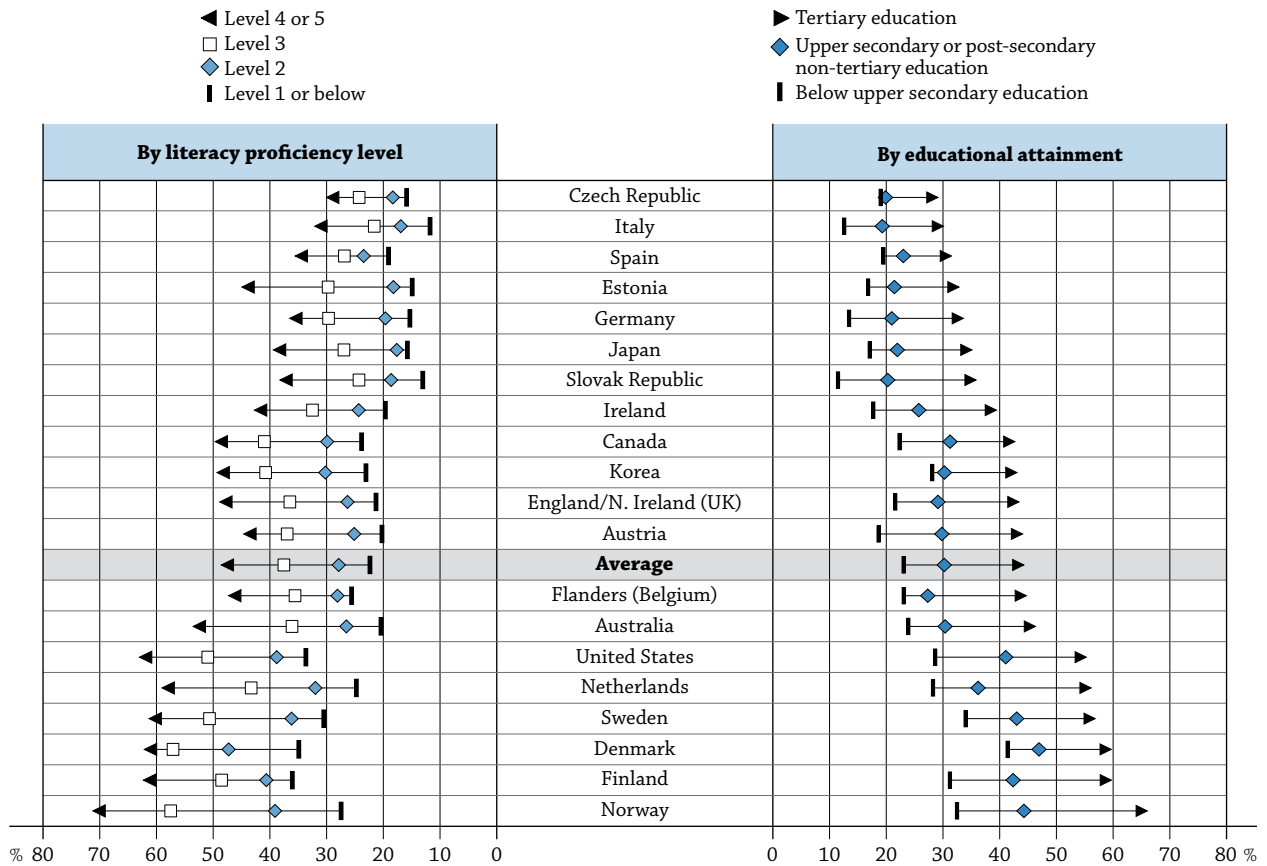 Level 4 or 5
Level 3
Level 2
Level 1 or below
Tertiary education
Upper secondary or post-secondary
non-tertiary education
Below upper secondary education
By literacy proficiency level
By educational attainment
Czech Republic
Italy
Spain
Estonia
Germany
Japan
Slovak Republic
Ireland
Canada
Korea
England/N. Ireland (UK)
Austria
Average
Flanders (Belgium)
Australia
United States
Netherlands
Sweden
Denmark
Finland
Norway
% 80 70 60 50 40 30 20 10 0
0 10 20 30 40 50 60 70 80 %